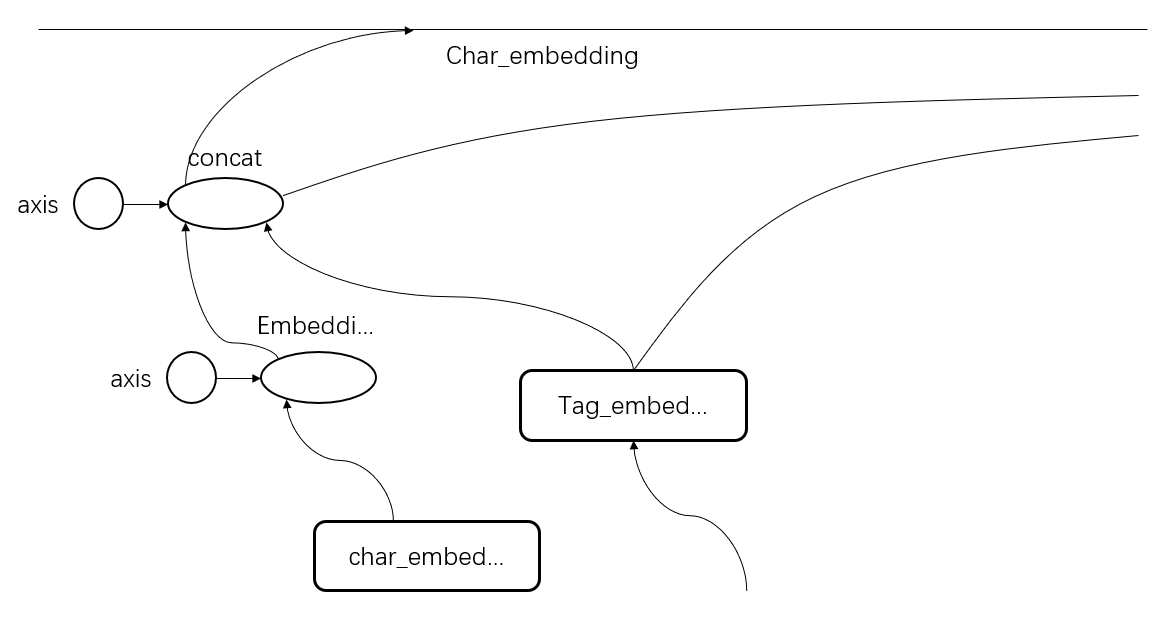 Char_embedding
concat
axis
Embeddi...
axis
Tag_embed...
char_embed...